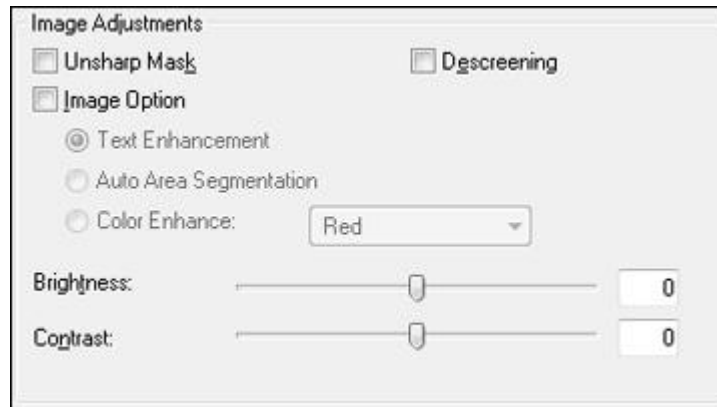 Image Adjustments
Unsharp Mask Descreening
Image Option
Text Enhancement
Auto Area Segmentation
Color Enhance: Red
Brightness: 0
Contrast: 0